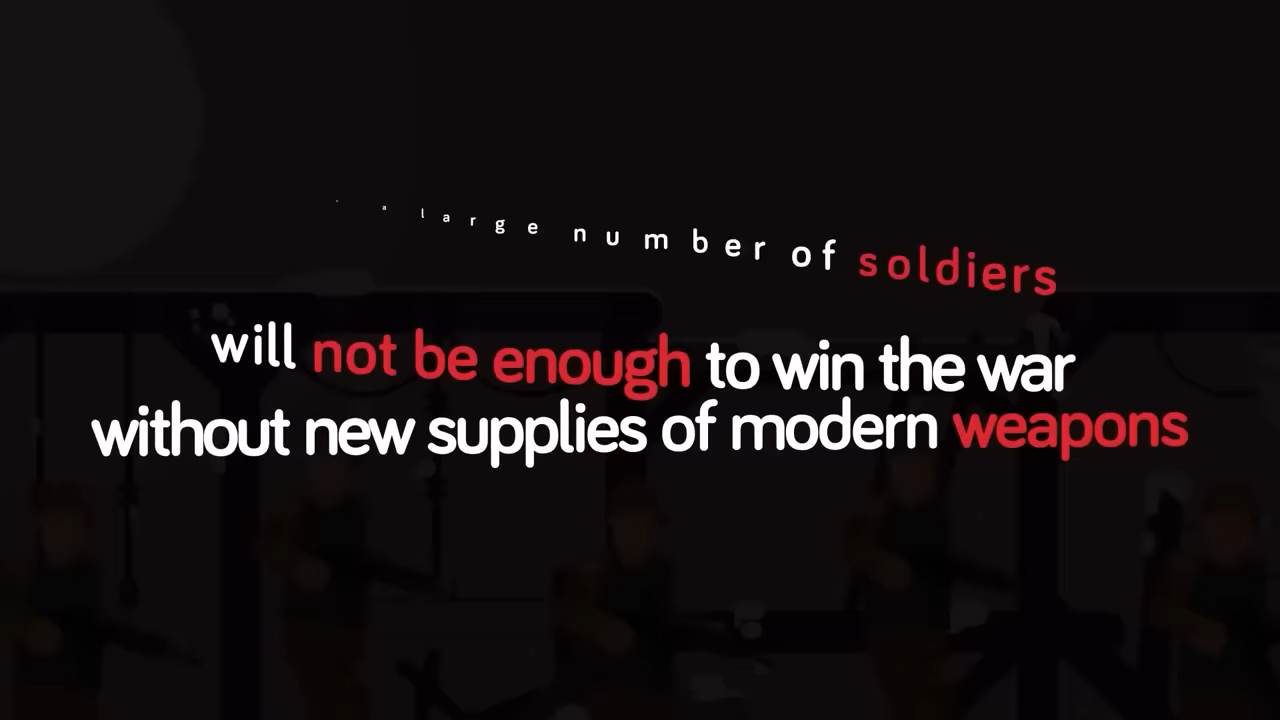 a large number of soldiers
will not be enough to win the war
without new supplies of modern weapons